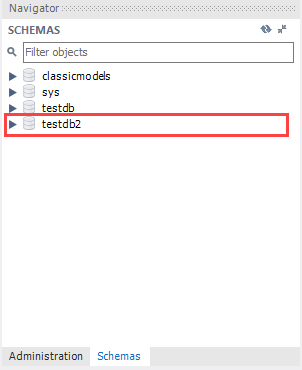 Navigator
SCHEMAS
Filter objects
classicmodels
sys
testdb
testdb2
Administration Schemas